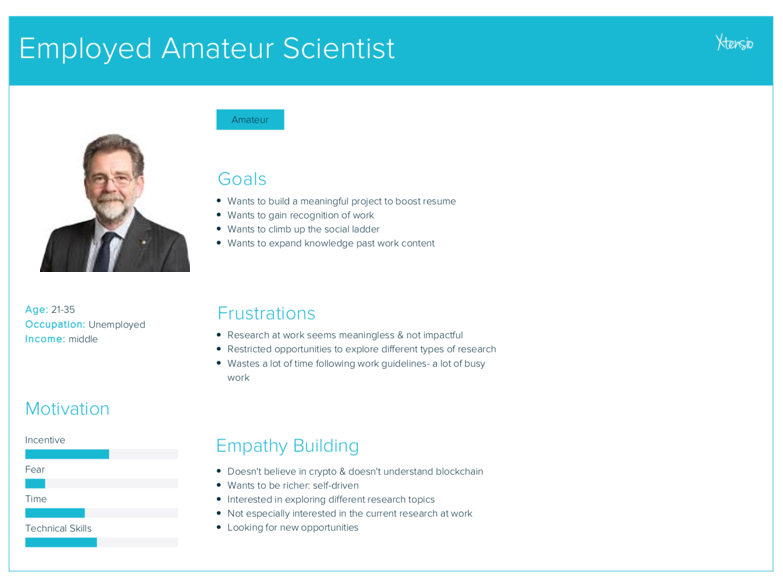 Employed Amateur Scientist
Xtensio
Amateur
Goals
Wants to build a meaningful project to boost resume
Wants to gain recognition of work
Wants to climb up the social ladder
Wants to expand knowledge past work content
Age: 21-35
Occupation: Unemployed
Income: middle
Frustrations
Research at work seems meaningless & not impactful
Restricted opportunities to explore different types of research
Wastes a lot of time following work guidelines- a lot of busy
work
Motivation
Incentive
Fear
Time
Technical Skills
Empathy Building
Doesn't believe in crypto & doesn't understand blockchain
Wants to be richer: self-driven
Interested in exploring different research topics
Not especially interested in the current research at work
Looking for new opportunities